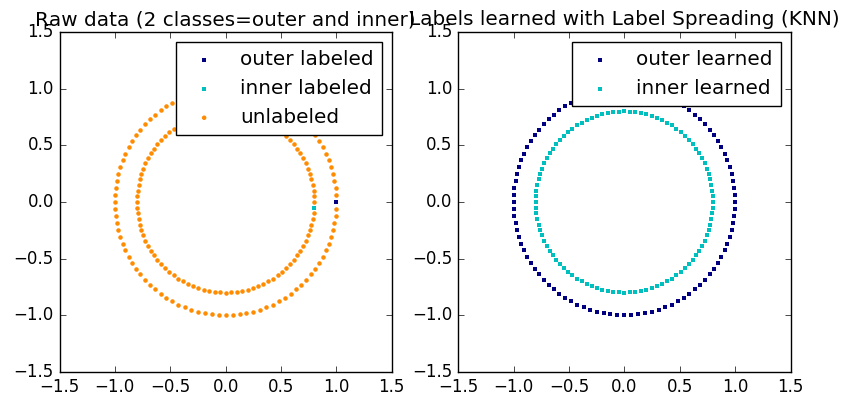 Raw data (2 classes=outer and inner)
outer labeled
inner labeled
unlabeled
1.5
1.0
0.5
0.0
−0.5
−1.0
−1.5
−1.5 −1.0 −0.5 0.0 0.5 1.0 1.5
Labels learned with Label Spreading (KNN)
outer learned
inner learned
1.5
1.0
0.5
0.0
−0.5
−1.0
−1.5
−1.5 −1.0 −0.5 0.0 0.5 1.0 1.5